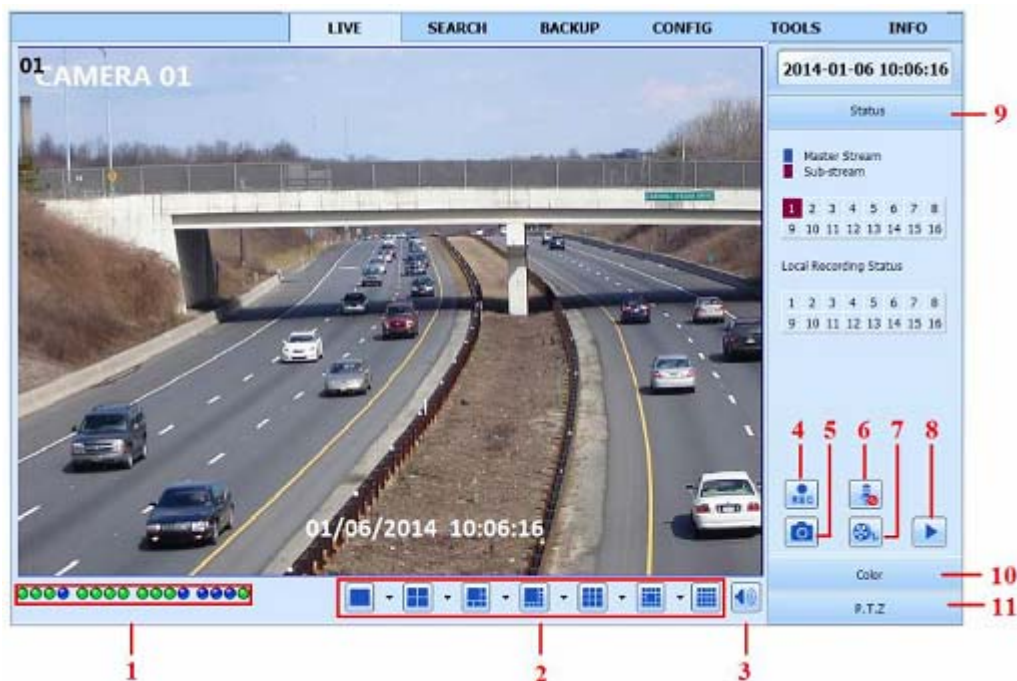 LIVE SEARCH BACKUP CONFIG TOOLS INFO
01
CAMERA 01
2014-01-06 10:06:16
Status 9
Master Stream
Sub-stream
1 2 3 4 5 6 7 8
9 10 11 12 13 14 15 16
Local Recording Status
1 2 3 4 5 6 7 8
9 10 11 12 13 14 15 16
4 5 6 7 8
REC
01/06/2014 10:06:16
Color 10
P.T.Z 11
1 2 3